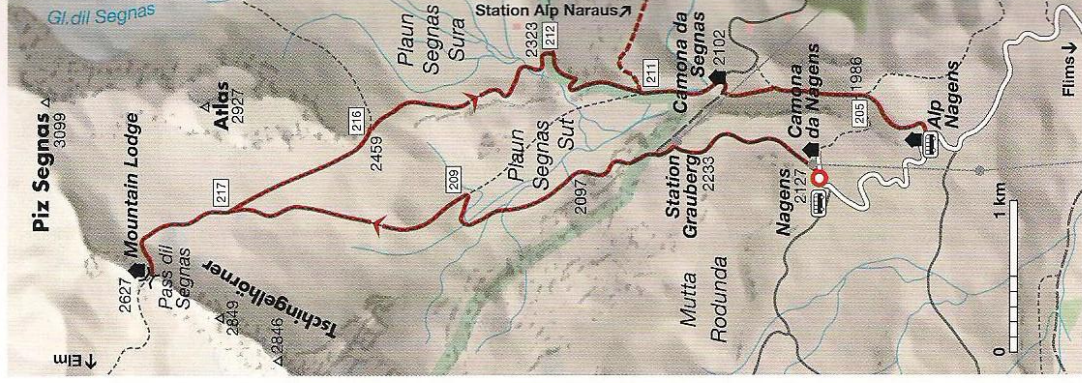 Gl.dil Segnas
Station Alp Naraus
Piz Segnas
3099
Mountain Lodge
2627
Pass dil
Segnas
Atlas
2927
217
216
2459
Plaun
Segnas
Sura
2323
212
211
Camona da
Segnas
2102
209
Plaun
Segnas
Sut
2097
Tschingelhörner
2849
2846
Elm
Station
Grauberg
2233
Camona
da Nagens
1986
205
Alp
Nagens
Nagens
2127
Mutta
Rodunda
Flims
0
1 km